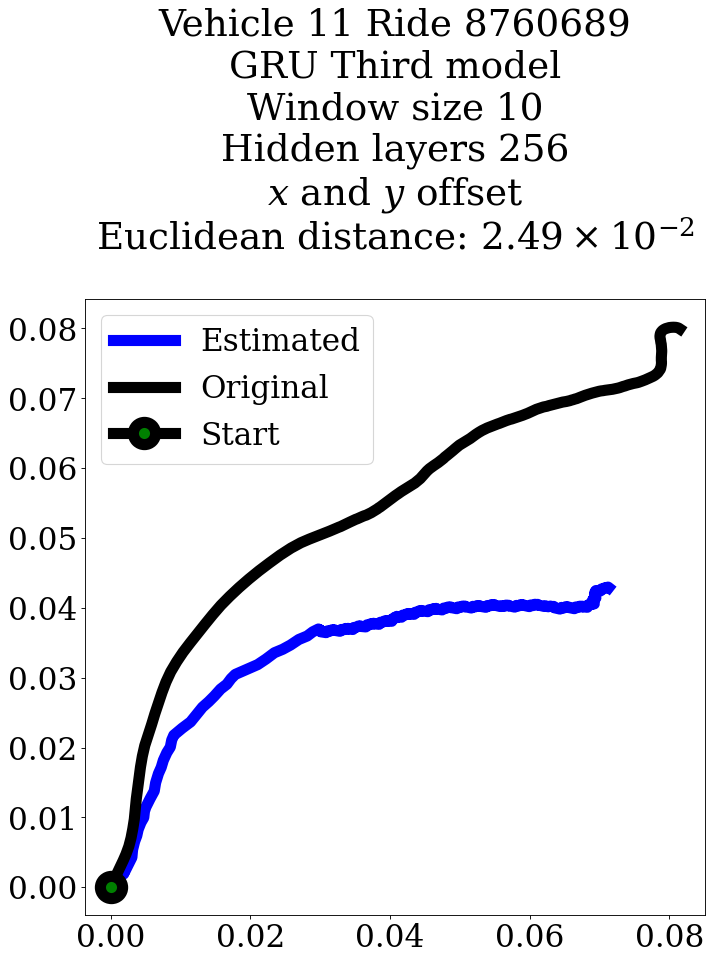 Vehicle 11 Ride 8760689
GRU Third model
Window size 10
Hidden layers 256
x and y offset
Euclidean distance: 2.49 × 10⁻²
Estimated
Original
Start
0.08
0.07
0.06
0.05
0.04
0.03
0.02
0.01
0.00
0.00 0.02 0.04 0.06 0.08